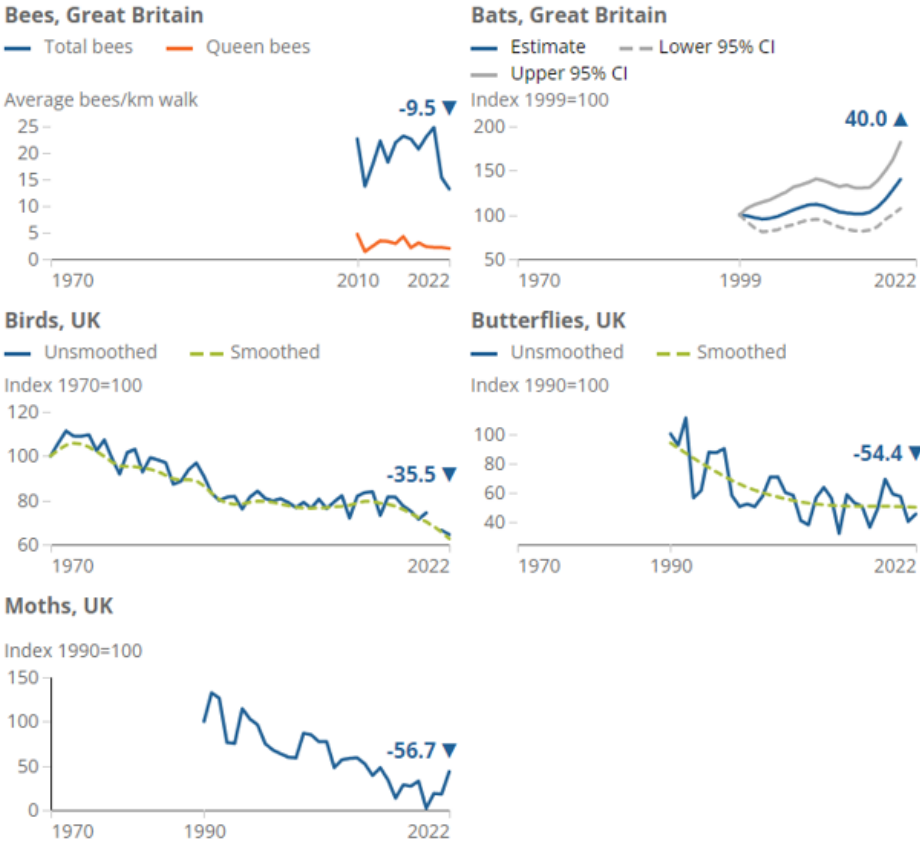 Bees, Great Britain
Total bees Queen bees
Average bees/km walk
-9.5 ▼
25
20
15
10
5
0
1970 2010 2022
Bats, Great Britain
Estimate Lower 95% CI
Upper 95% CI
Index 1999=100
40.0 ▲
200
150
100
50
1970 1999 2022
Birds, UK
Unsmoothed Smoothed
Index 1970=100
120
100
-35.5 ▼
80
60
1970 2022
Butterflies, UK
Unsmoothed Smoothed
Index 1990=100
100
-54.4 ▼
80
60
40
1970 1990 2022
Moths, UK
Index 1990=100
150
100
-56.7 ▼
50
0
1970 1990 2022